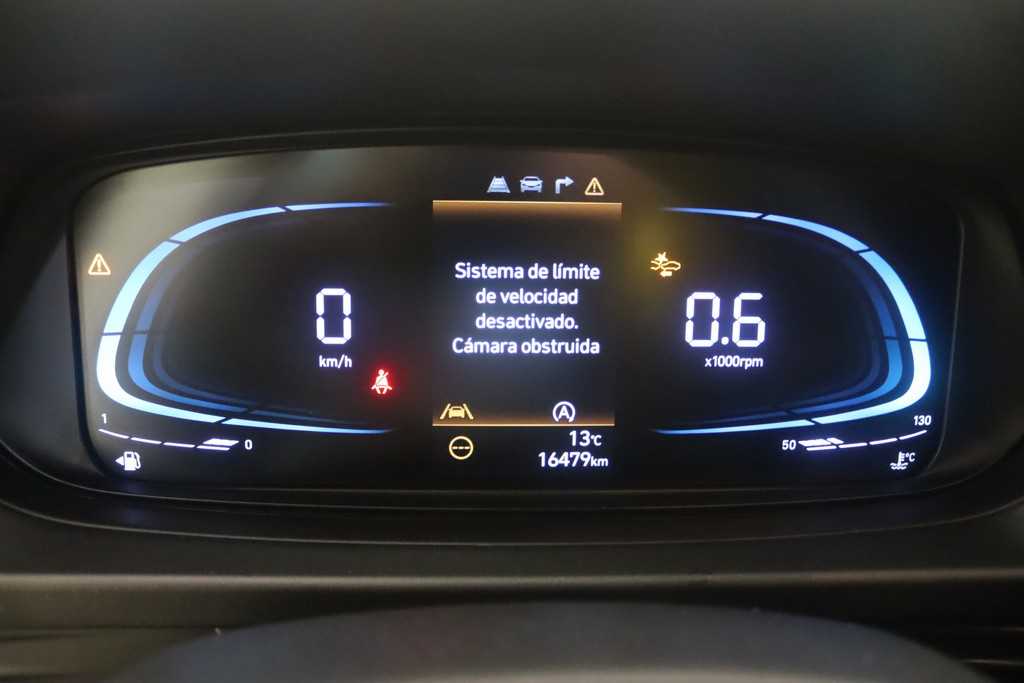 Sistema de límite
de velocidad
desactivado.
Cámara obstruida
0
km/h
0.6
x1000rpm
A
1
0
13°C
16479km
50
130
°C